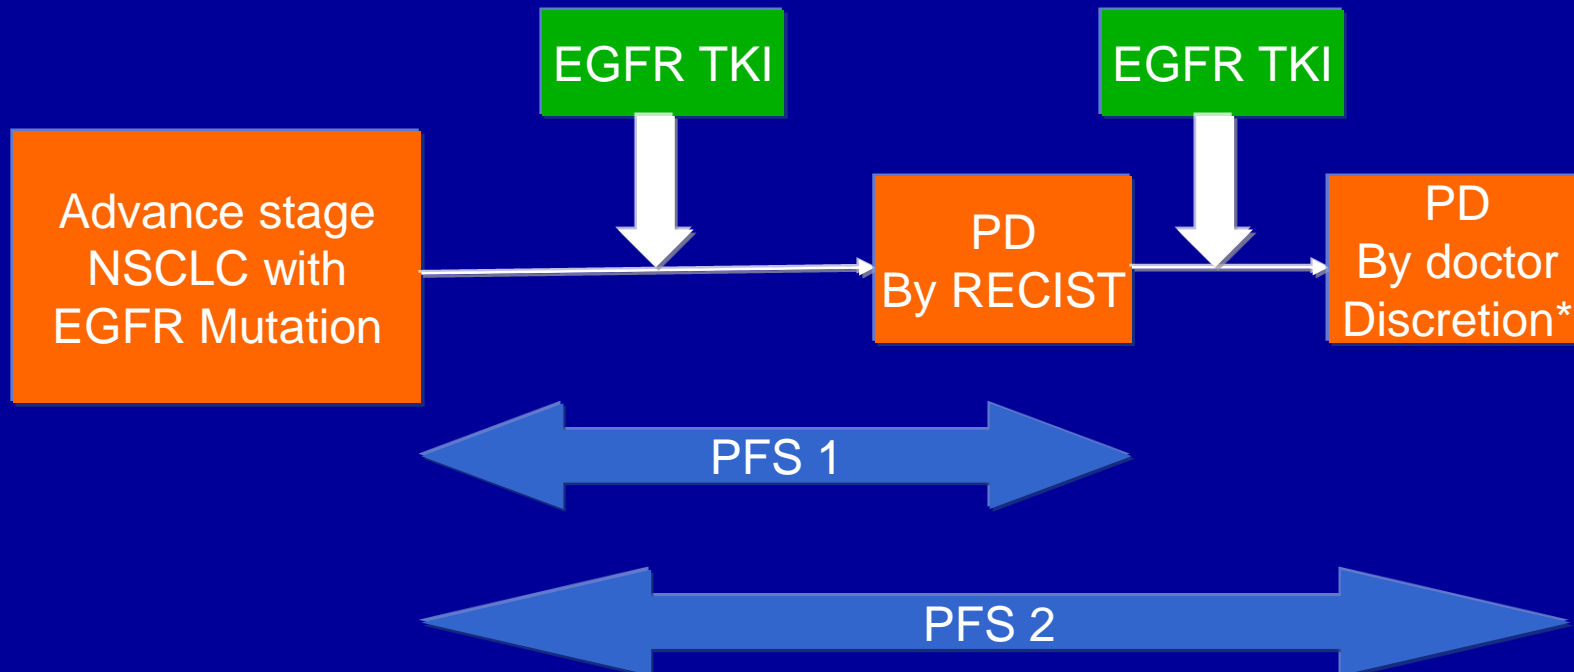 EGFR TKI
EGFR TKI
Advance stage
NSCLC with
EGFR Mutation
PD
By RECIST
PD
By doctor
Discretion*
PFS 1
PFS 2